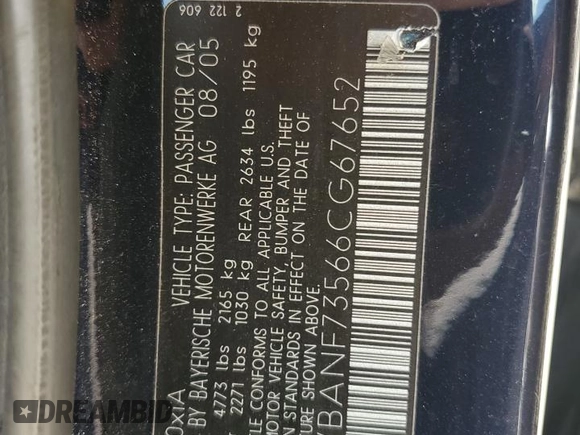 2 122 606
VEHICLE TYPE: PASSENGER CAR
BY BAYERISCHE MOTORENWERKE AG 08/05
4773 lbs 2165 kg
2271 lbs 1030 kg REAR 2634 lbs 1195 kg
CONFORMS TO ALL APPLICABLE U.S.
MOTOR VEHICLE SAFETY, BUMPER AND THEFT
STANDARDS IN EFFECT ON THE DATE OF
SHOWN ABOVE.
BANF73566CG67652
DREAMBID